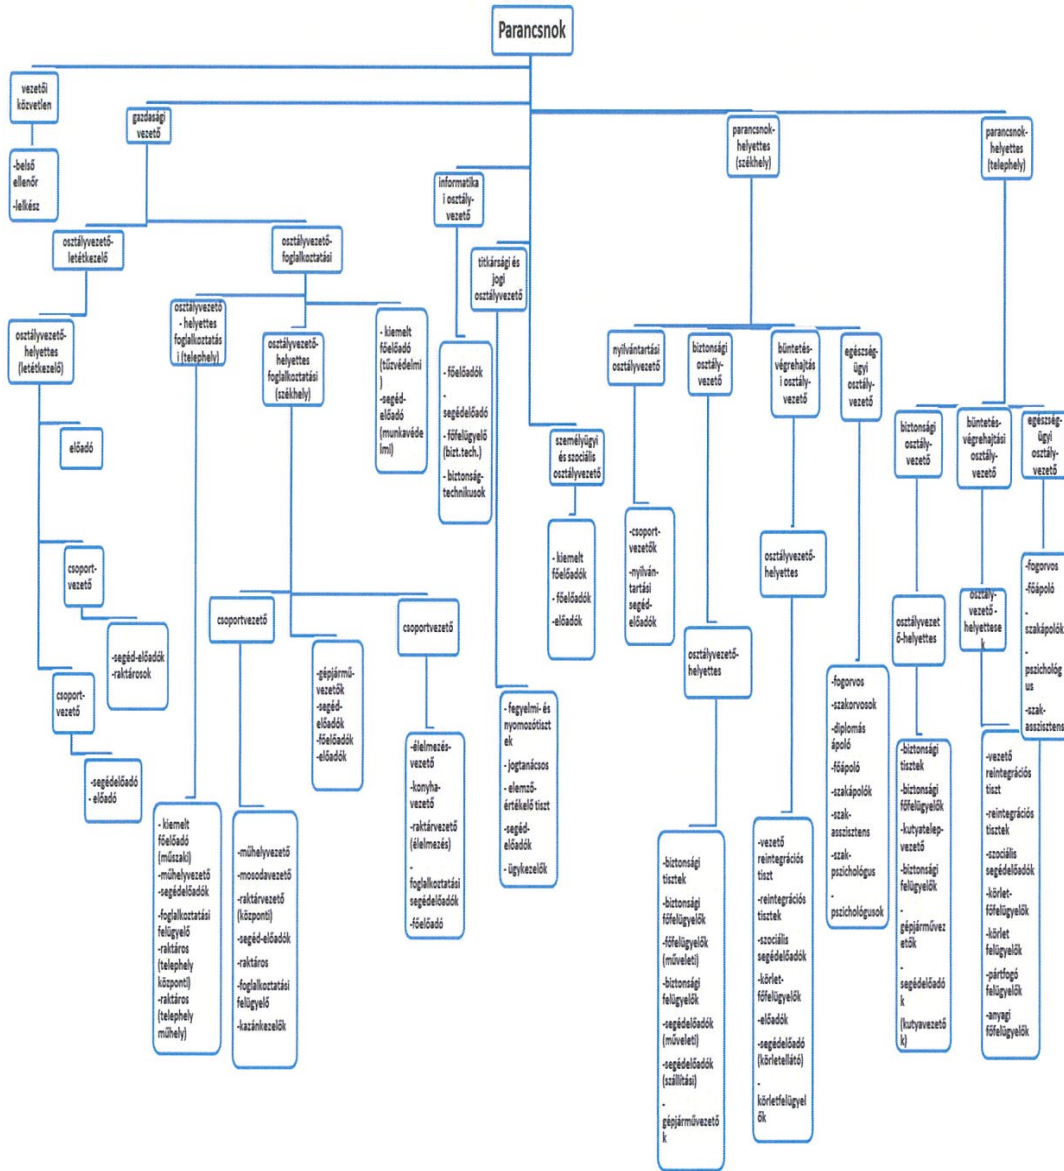 Parancsnok
vezetői
közvetlen
-belső
ellenőr
-lelkész
gazdasági
vezető
osztályvezető-
letétkezelő
osztályvezető-
helyettes
(letétkezelő)
előadó
csoport-
vezető
-segéd-előadók
-raktárosok
csoport-
vezető
-segédelőadó
- előadó
osztályvezető-
foglalkoztatási
osztályvezető
- helyettes
foglalkoztatás
i (telephely)
- kiemelt
főelőadó
(műszaki)
-műhelyvezető
-segédelőadók
-foglalkoztatási
felügyelő
-raktáros
(telephely
központi)
-raktáros
(telephely
műhely)
osztályvezető-
helyettes
foglalkoztatási
(székhely)
- kiemelt
főelőadó
(tűzvédelmi
)
-segéd-
előadó
(munkavéde
lmi)
csoportvezető
-műhelyvezető
-mosodavezető
-raktárvezető
(központi)
-segéd-előadók
-raktáros
-foglalkoztatási
felügyelő
-kazánkezelők
-gépjármű-
vezetők
-segéd-
előadók
-főelőadók
-előadók
csoportvezető
-élelmezés-
vezető
-konyha-
vezető
-raktárvezető
(élelmezés)
-
foglalkoztatási
segédelőadók
-főelőadó
informatika
i osztály-
vezető
- főelőadók
-
segédelőadó
- főfelügyelő
(bizt.tech.)
- biztonság-
technikusok
titkársági és
jogi
osztályvezető
- fegyelmi- és
nyomozótiszt
ek
- jogtanácsos
- elemző-
értékelő tiszt
-segéd-
előadók
- ügykezelők
személyügyi
és szociális
osztályvezető
- kiemelt
főelőadók
- főelőadók
-előadók
parancsnok-
helyettes
(székhely)
nyilvántartási
osztályvezető
-csoport-
vezetők
-nyilván-
tartási
segéd-
előadók
biztonsági
osztály-
vezető
osztályvezető-
helyettes
-biztonsági
tisztek
-biztonsági
főfelügyelők
-főfelügyelők
(műveleti)
-biztonsági
felügyelők
-segédelőadók
(műveleti)
-segédelőadók
(szállítási)
-
gépjárművezető
k
büntetés-
végrehajtás
i osztály-
vezető
osztályvezető-
helyettes
-vezető
reintegrációs
tiszt
-reintegrációs
tisztek
-szociális
segédelőadók
-körlet-
főfelügyelők
-előadók
-segédelőadó
(körletellátó)
-
körletfelügyel
ők
egészség-
ügyi
osztály-
vezető
-fogorvos
-szakorvosok
-diplomás
ápoló
-főápoló
-szakápolók
-szak-
asszisztens
-szak-
pszichológus
-
pszichológusok
parancsnok-
helyettes
(telephely)
biztonsági
osztály-
vezető
osztályvezet
ő-helyettes
-biztonsági
tisztek
-biztonsági
főfelügyelők
-kutyatelep-
vezető
-biztonsági
felügyelők
-
gépjárművez
etők
-
segédelőadó
k
(kutyavezető
k)
büntetés-
végrehajtási
osztály-
vezető
osztály-
vezető -
helyettese
k
-vezető
reintegrációs
tiszt
-reintegrációs
tisztek
-szociális
segédelőadók
-körlet-
főfelügyelők
-körlet
felügyelők
-pártfogó
felügyelők
-anyagi
főfelügyelők
egészség-
ügyi
osztály-
vezető
-fogorvos
-főápoló
-
szakápolók
-
pszichológ
us
-szak-
asszisztens